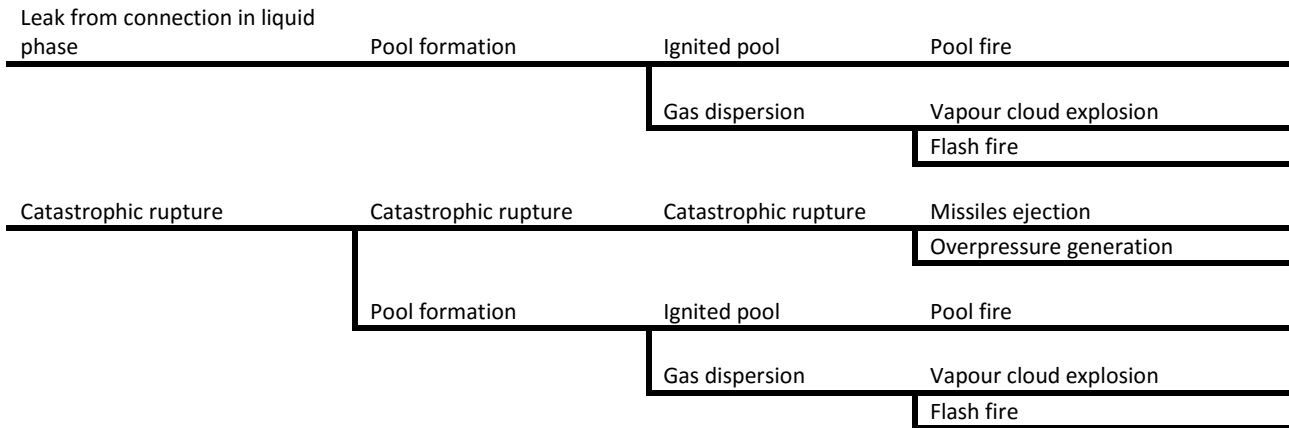 Leak from connection in liquid
phase Pool formation Ignited pool Pool fire
Gas dispersion Vapour cloud explosion
Flash fire
Catastrophic rupture Catastrophic rupture Catastrophic rupture Missiles ejection
Overpressure generation
Pool formation Ignited pool Pool fire
Gas dispersion Vapour cloud explosion
Flash fire